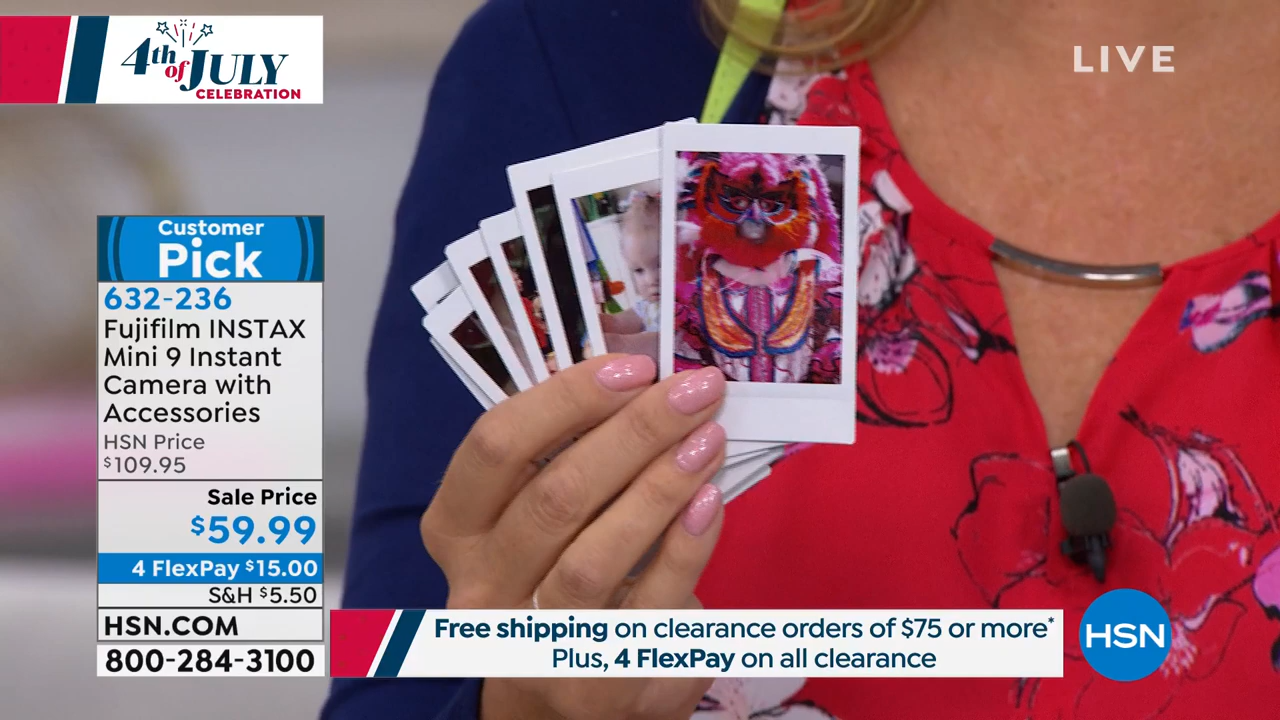 4th of JULY
CELEBRATION
LIVE
Customer
Pick
632-236
Fujifilm INSTAX
Mini 9 Instant
Camera with
Accessories
HSN Price
$109.95
Sale Price
$59.99
4 FlexPay $15.00
S&H $5.50
HSN.COM
800-284-3100
Free shipping on clearance orders of $75 or more*
Plus, 4 FlexPay on all clearance
HSN